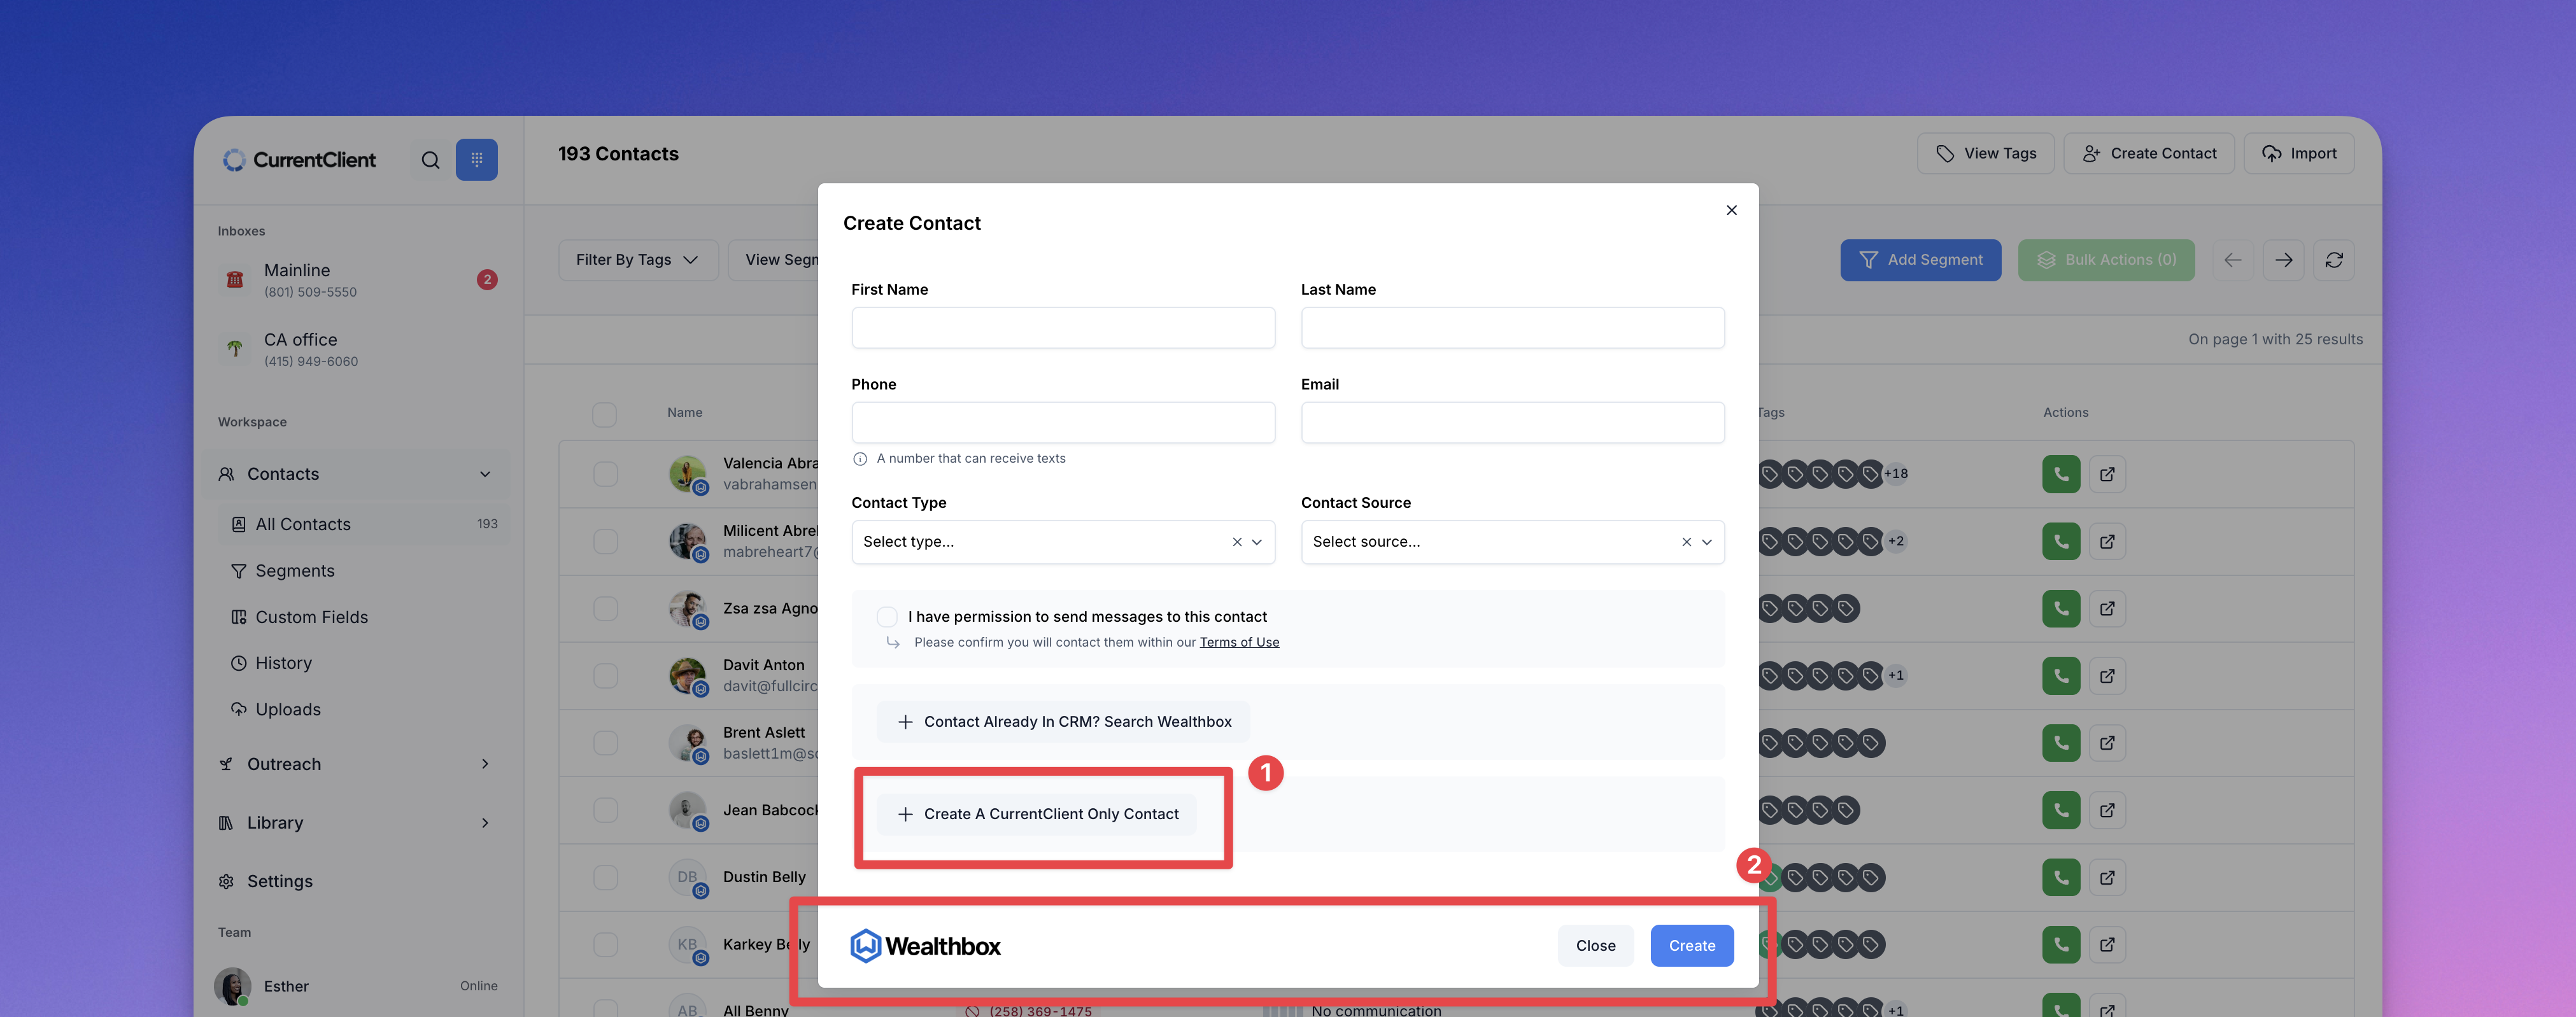 CurrentClient
193 Contacts
View Tags
Create Contact
Import
Inboxes
Mainline
(801) 509-5550
2
CA office
(415) 949-6060
Workspace
Contacts
All Contacts
193
Segments
Custom Fields
History
Uploads
Outreach
Library
Settings
Team
Esther
Online
Filter By Tags
View Segm
Add Segment
Bulk Actions (0)
On page 1 with 25 results
Name
Tags
Actions
Valencia Abra
vabrahamsen
+18
Milicent Abre
mabreheart7@
+2
Zsa zsa Agno
Davit Anton
davit@fullcirc
+1
Brent Aslett
baslett1m@so
Jean Babcock
DB
Dustin Belly
KB
Karkey Belly
AB
All Benny
(258) 369-1475
No communication
+1
Create Contact
First Name
Last Name
Phone
Email
A number that can receive texts
Contact Type
Contact Source
Select type...
Select source...
I have permission to send messages to this contact
Please confirm you will contact them within our Terms of Use
Contact Already In CRM? Search Wealthbox
1
Create A CurrentClient Only Contact
2
Wealthbox
Close
Create